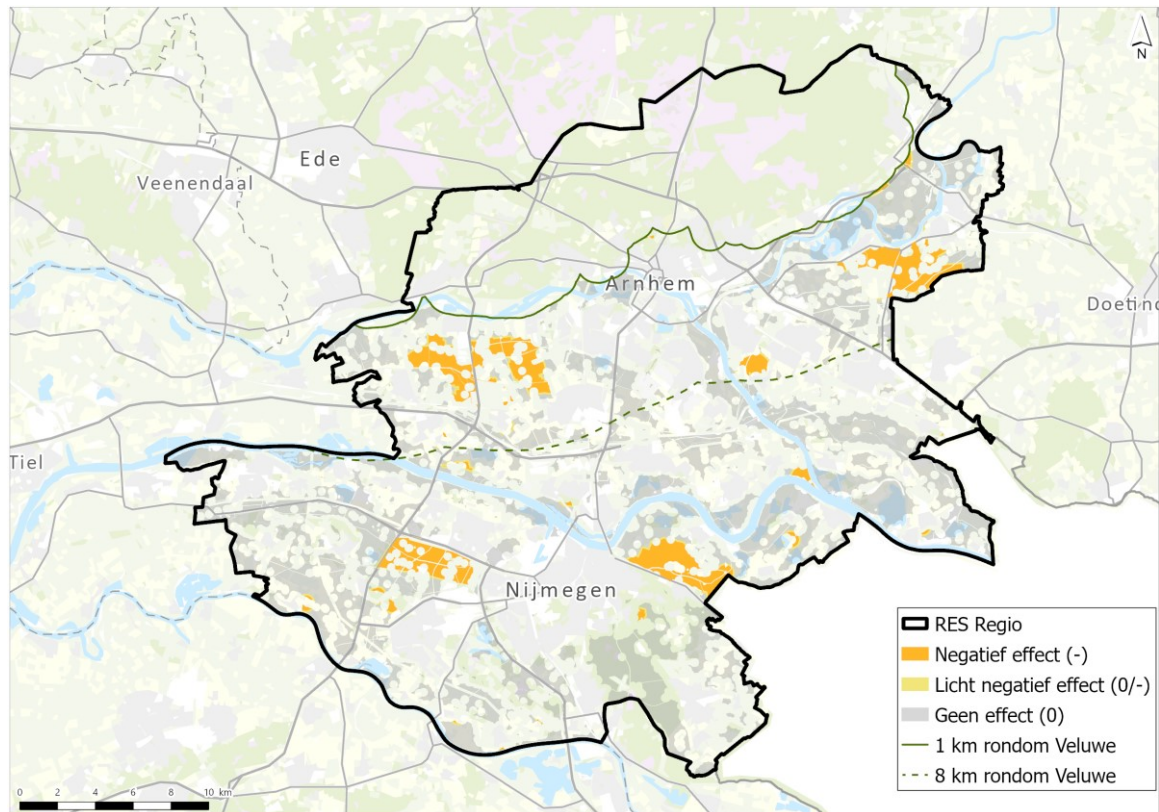 N
Ede
Veenendaal
Arnhem
Doetinc
Tiel
Nijmegen
RES Regio
Negatief effect (-)
Licht negatief effect (0/-)
Geen effect (0)
1 km rondom Veluwe
8 km rondom Veluwe
0 2 4 6 8 10 km